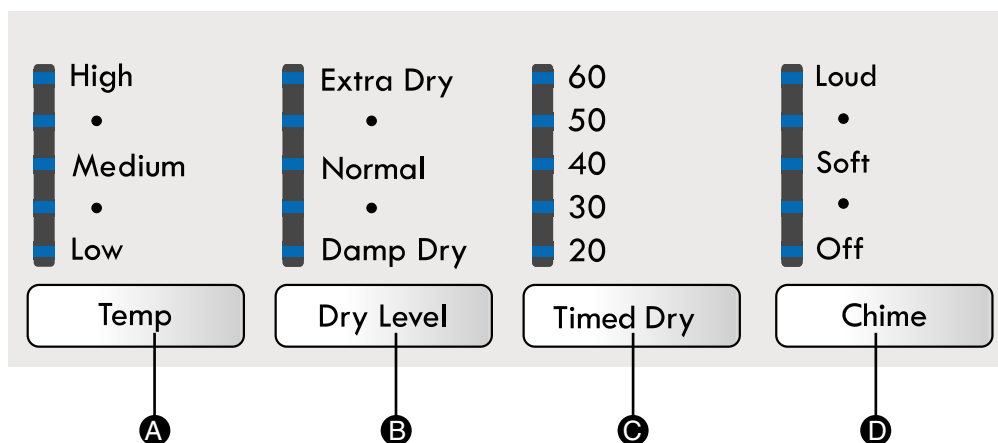 High
•
Medium
•
Low
Temp
A
Extra Dry
•
Normal
•
Damp Dry
Dry Level
B
60
50
40
30
20
Timed Dry
C
Loud
•
Soft
•
Off
Chime
D